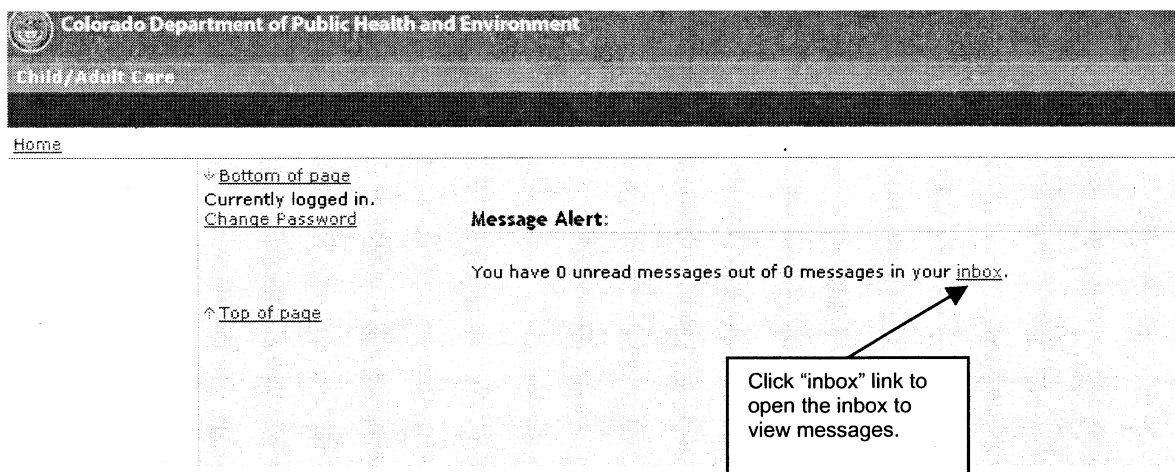 Colorado Department of Public Health and Environment
Child/Adult Care
Home
↓ Bottom of page
Currently logged in.
Change Password
Message Alert:
You have 0 unread messages out of 0 messages in your inbox.
↑ Top of page
Click “inbox” link to
open the inbox to
view messages.